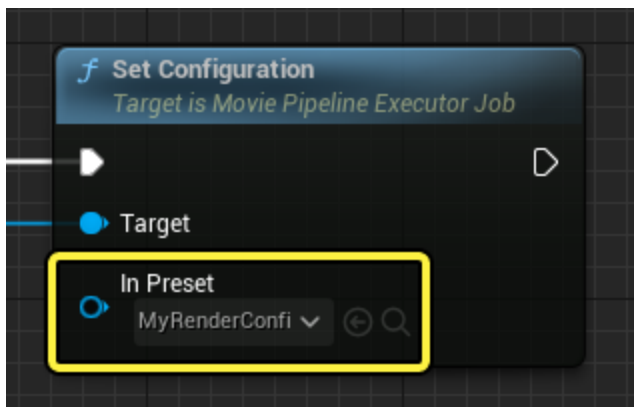 Set Configuration
Target is Movie Pipeline Executor Job
Target
In Preset
MyRenderConfi